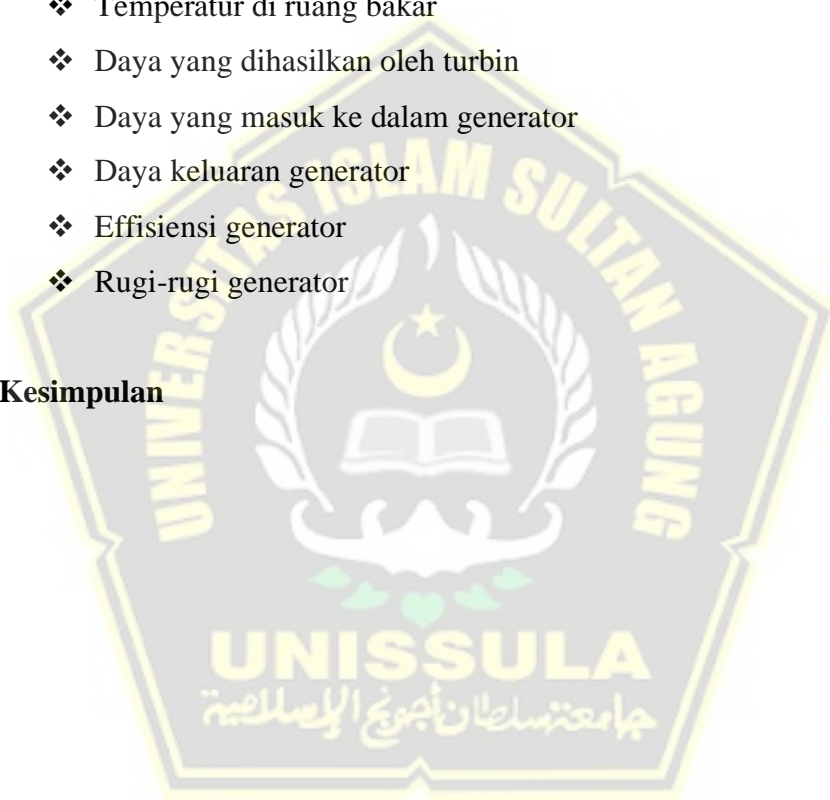 ❖ Temperatur di ruang bakar
❖ Daya yang dihasilkan oleh turbin
❖ Daya yang masuk ke dalam generator
❖ Daya keluaran generator
❖ Effisiensi generator
❖ Rugi-rugi generator
Kesimpulan
UNIVERSITAS ISLAM SULTAN AGUNG
UNISSULA
جامعة سلطان أجونج الإسلامية